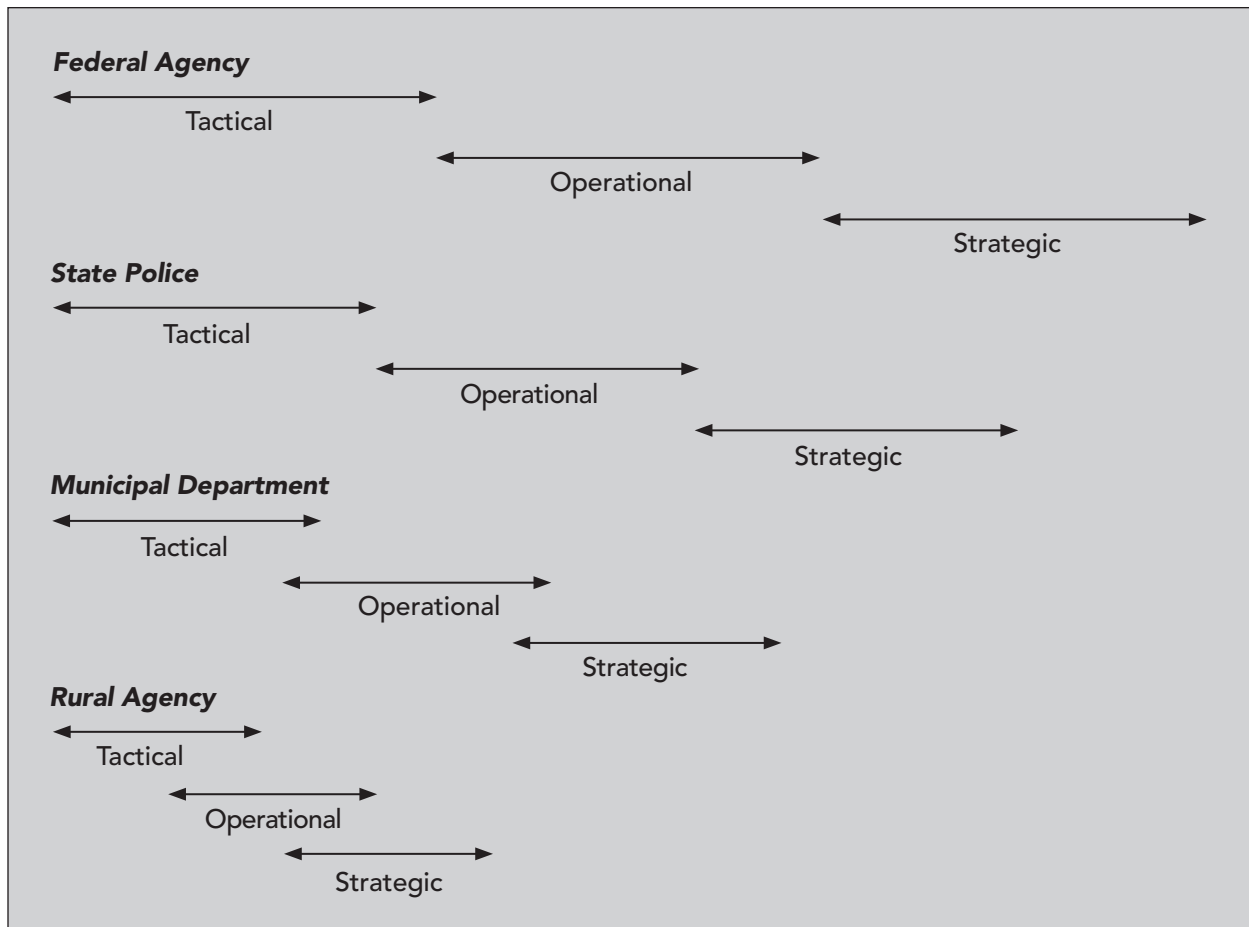 Federal Agency
Tactical
Operational
Strategic
State Police
Tactical
Operational
Strategic
Municipal Department
Tactical
Operational
Strategic
Rural Agency
Tactical
Operational
Strategic